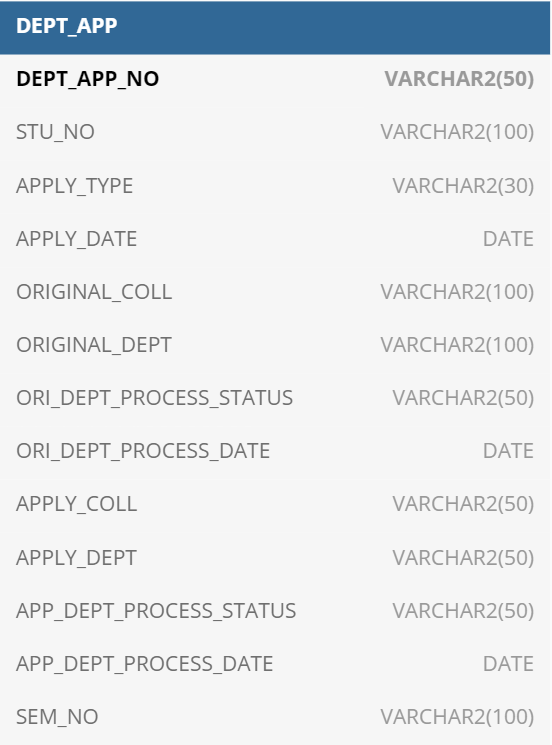 DEPT_APP
DEPT_APP_NO VARCHAR2(50)
STU_NO VARCHAR2(100)
APPLY_TYPE VARCHAR2(30)
APPLY_DATE DATE
ORIGINAL_COLL VARCHAR2(100)
ORIGINAL_DEPT VARCHAR2(100)
ORI_DEPT_PROCESS_STATUS VARCHAR2(50)
ORI_DEPT_PROCESS_DATE DATE
APPLY_COLL VARCHAR2(50)
APPLY_DEPT VARCHAR2(50)
APP_DEPT_PROCESS_STATUS VARCHAR2(50)
APP_DEPT_PROCESS_DATE DATE
SEM_NO VARCHAR2(100)